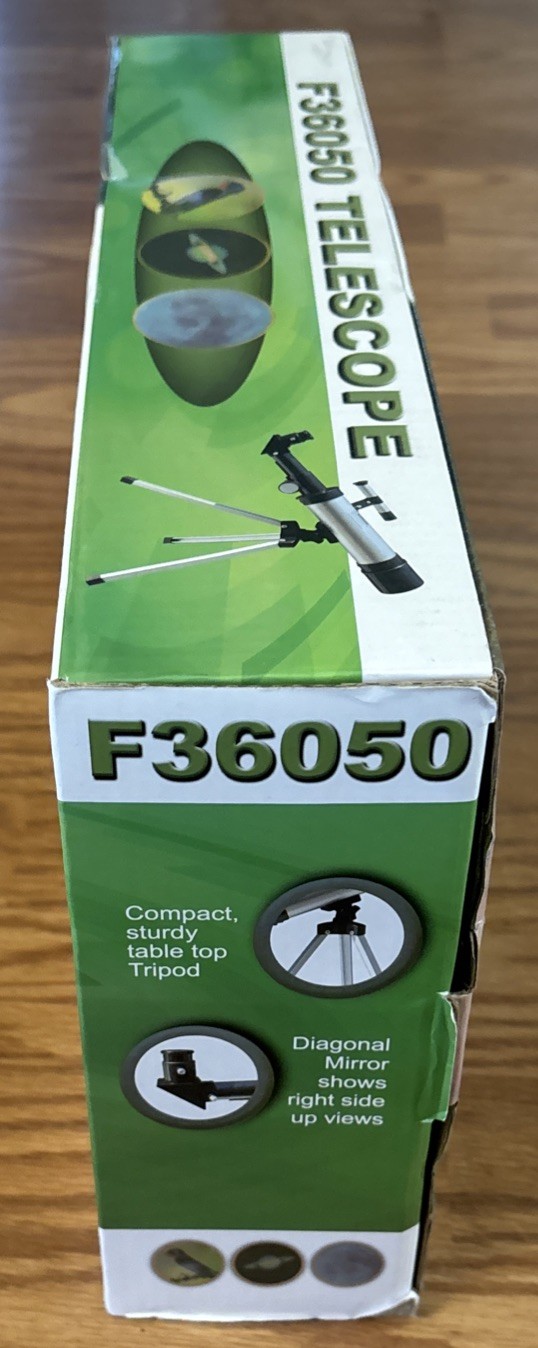 F36050 TELESCOPE
F36050
Compact,
sturdy
table top
Tripod
Diagonal
Mirror
shows
right side
up views